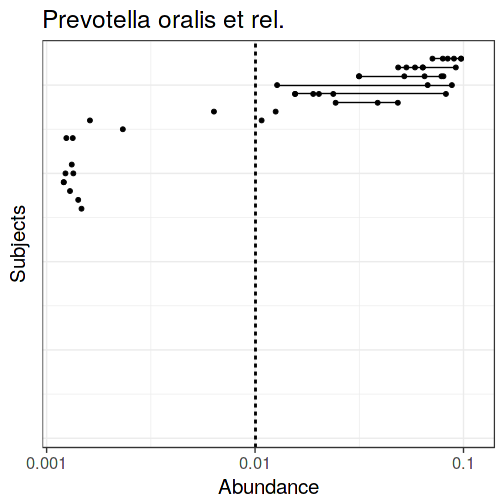 Prevotella oralis et rel.
Subjects
0.001
0.01
0.1
Abundance